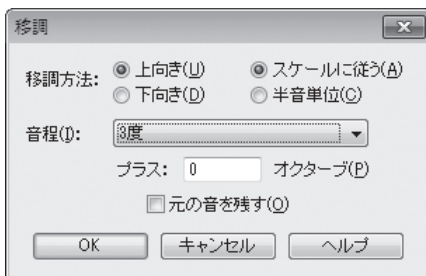 移調
移調方法: 上向き(U) スケールに従う(A)
下向き(D) 半音単位(C)
音程(I): 3度
プラス: 0 オクターブ(P)
元の音を残す(O)
OK キャンセル ヘルプ